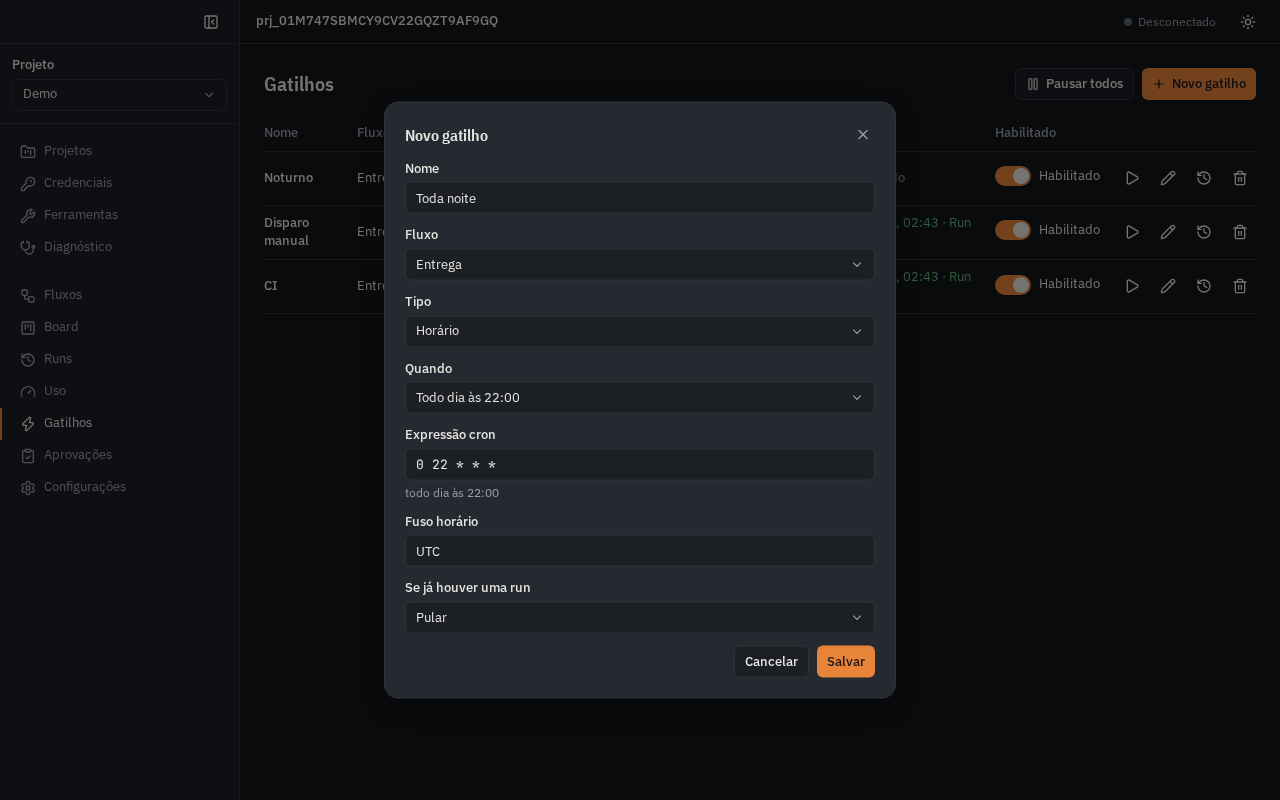 prj_01M747SBMCY9CV22GQZT9AF9GQ
Desconectado
Projeto
Demo
Projetos
Credenciais
Ferramentas
Diagnóstico
Fluxos
Board
Runs
Uso
Gatilhos
Aprovações
Configurações
Gatilhos
Pausar todos
Novo gatilho
Nome
Habilitado
Noturno
Habilitado
Disparo
manual
, 02:43 · Run
Habilitado
CI
, 02:43 · Run
Habilitado
Novo gatilho
Nome
Toda noite
Fluxo
Entrega
Tipo
Horário
Quando
Todo dia às 22:00
Expressão cron
0 22 * * *
todo dia às 22:00
Fuso horário
UTC
Se já houver uma run
Pular
Cancelar
Salvar